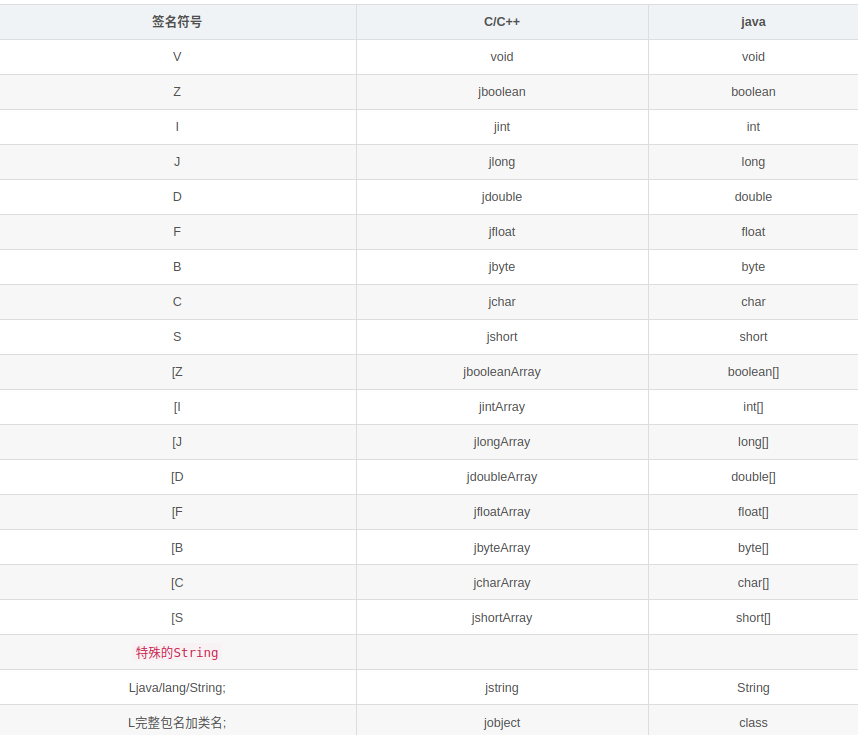 签名符号 C/C++ java
V void void
Z jboolean boolean
I jint int
J jlong long
D jdouble double
F jfloat float
B jbyte byte
C jchar char
S jshort short
[Z jbooleanArray boolean[]
[I jintArray int[]
[J jlongArray long[]
[D jdoubleArray double[]
[F jfloatArray float[]
[B jbyteArray byte[]
[C jcharArray char[]
[S jshortArray short[]
特殊的String
Ljava/lang/String; jstring String
L完整包名加类名; jobject class